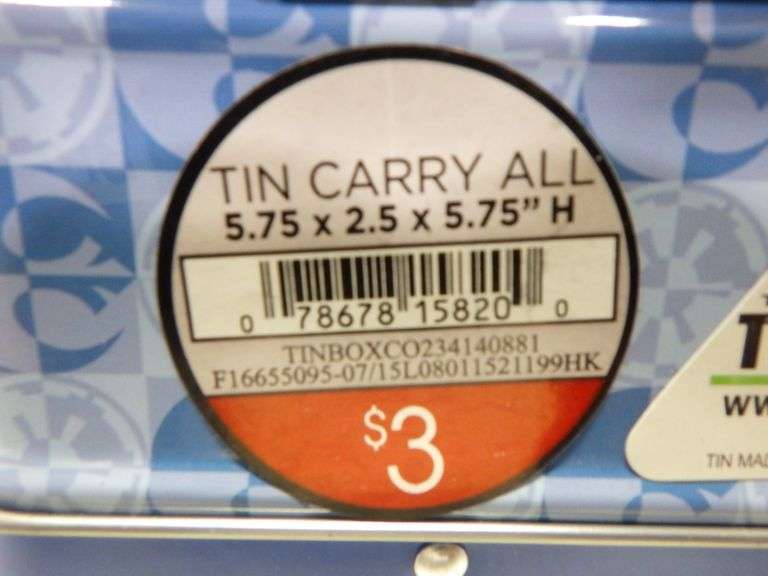 TIN CARRY ALL
5.75 x 2.5 x 5.75" H
0 78678 15820 0
TINBOXCO234140881
F16655095-07/15L08011521199HK
$3
TIN